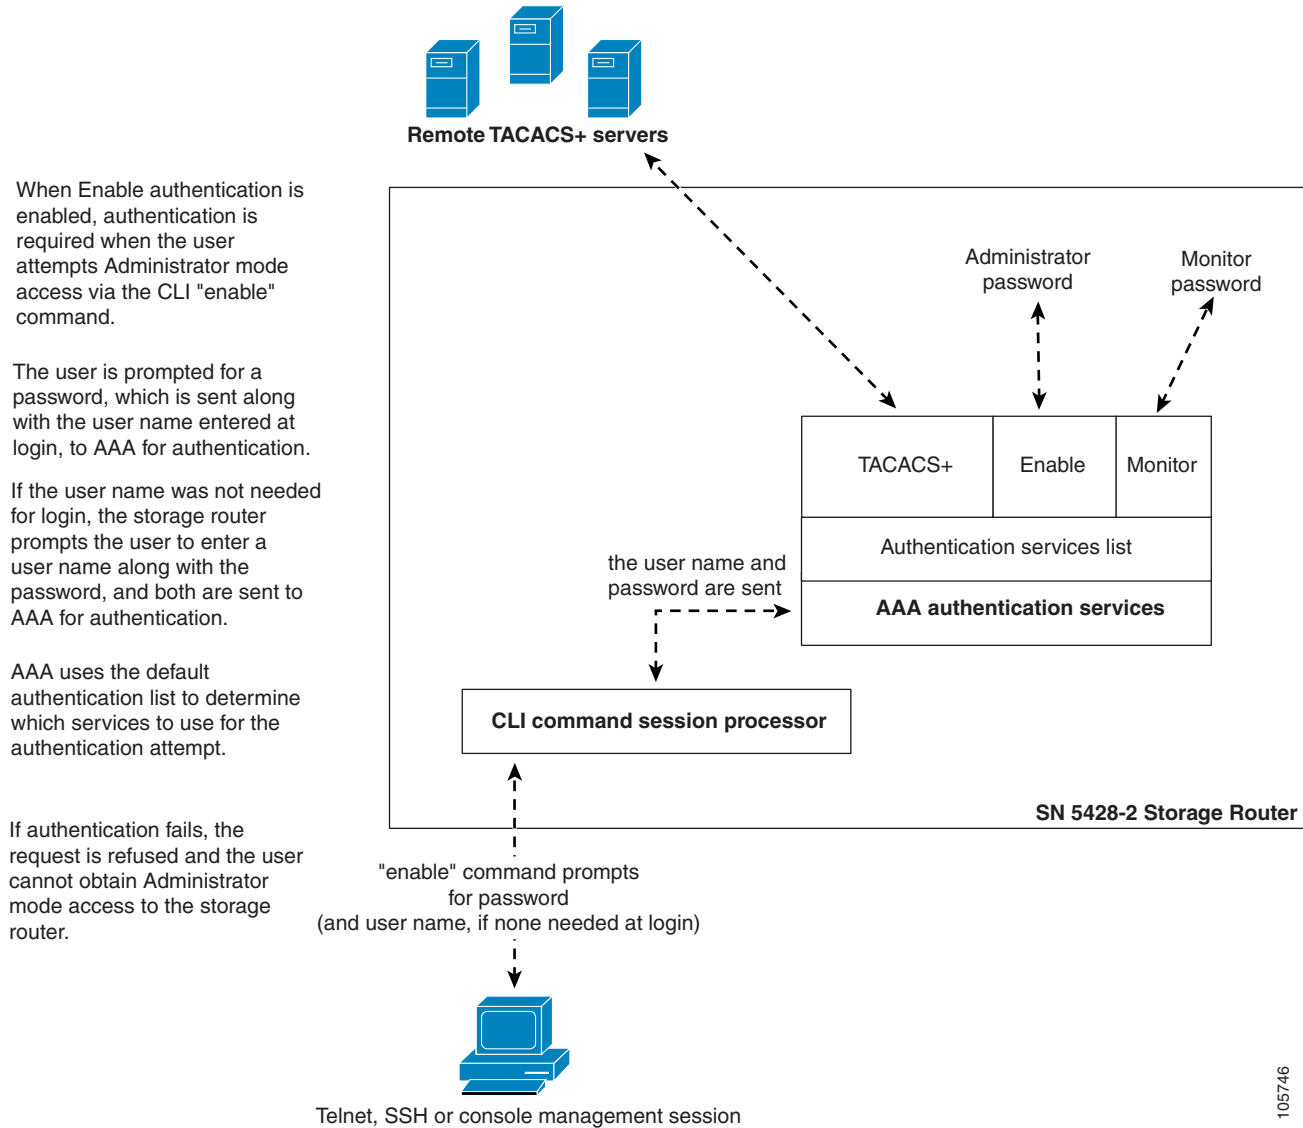 Remote TACACS+ servers
When Enable authentication is
enabled, authentication is
required when the user
attempts Administrator mode
access via the CLI "enable"
command.
The user is prompted for a
password, which is sent along
with the user name entered at
login, to AAA for authentication.
If the user name was not needed
for login, the storage router
prompts the user to enter a
user name along with the
password, and both are sent to
AAA for authentication.
AAA uses the default
authentication list to determine
which services to use for the
authentication attempt.
If authentication fails, the
request is refused and the user
cannot obtain Administrator
mode access to the storage
router.
Administrator
password
Monitor
password
TACACS+
Enable
Monitor
Authentication services list
AAA authentication services
the user name and
password are sent
CLI command session processor
SN 5428-2 Storage Router
"enable" command prompts
for password
(and user name, if none needed at login)
Telnet, SSH or console management session
105746